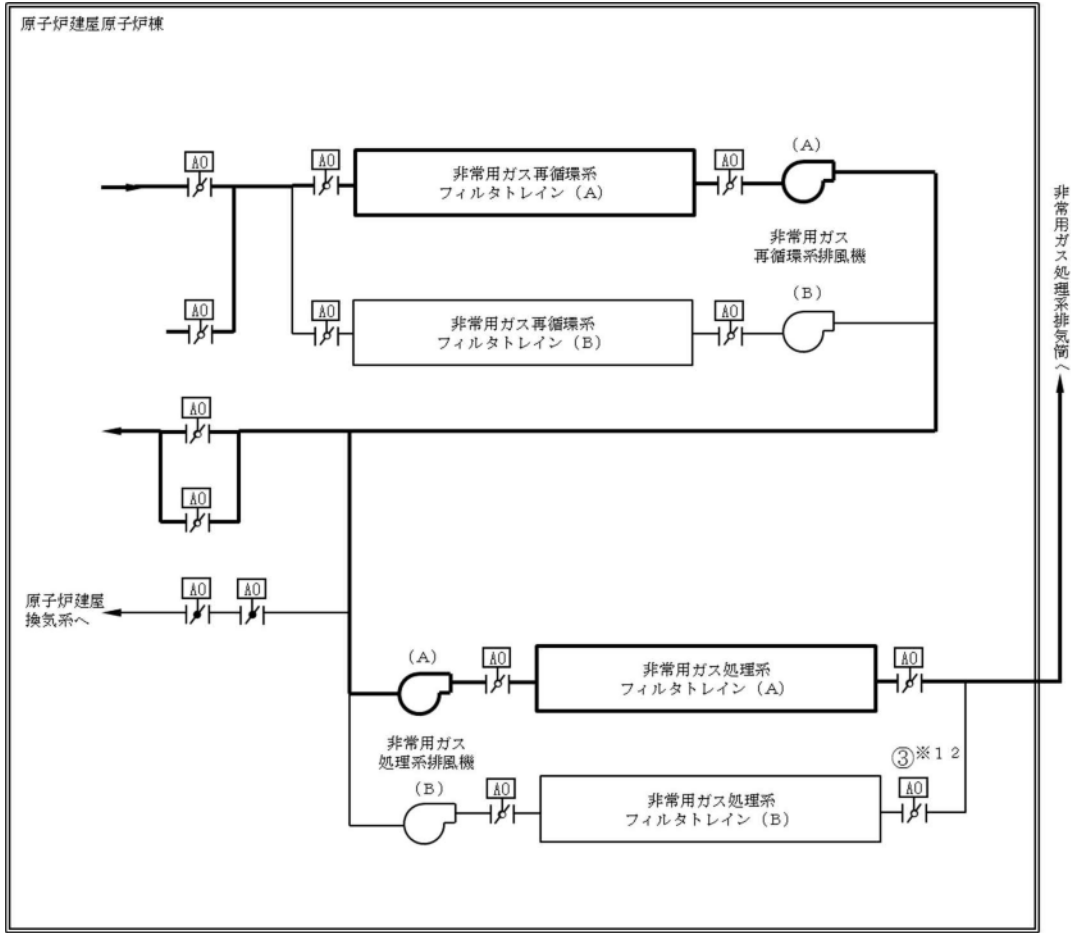 原子炉建屋原子炉棟
(A)
AO
AO
AO
非常用ガス再循環系
フィルタトレイン(A)
非常用ガス
再循環系排風機
(B)
AO
AO
AO
非常用ガス再循環系
フィルタトレイン(B)
非常用ガス処理系排気筒へ
AO
AO
原子炉建屋
換気系へ
AO
AO
(A)
AO
AO
非常用ガス処理系
フィルタトレイン(A)
非常用ガス
処理系排風機
(B)
③※12
AO
AO
非常用ガス処理系
フィルタトレイン(B)